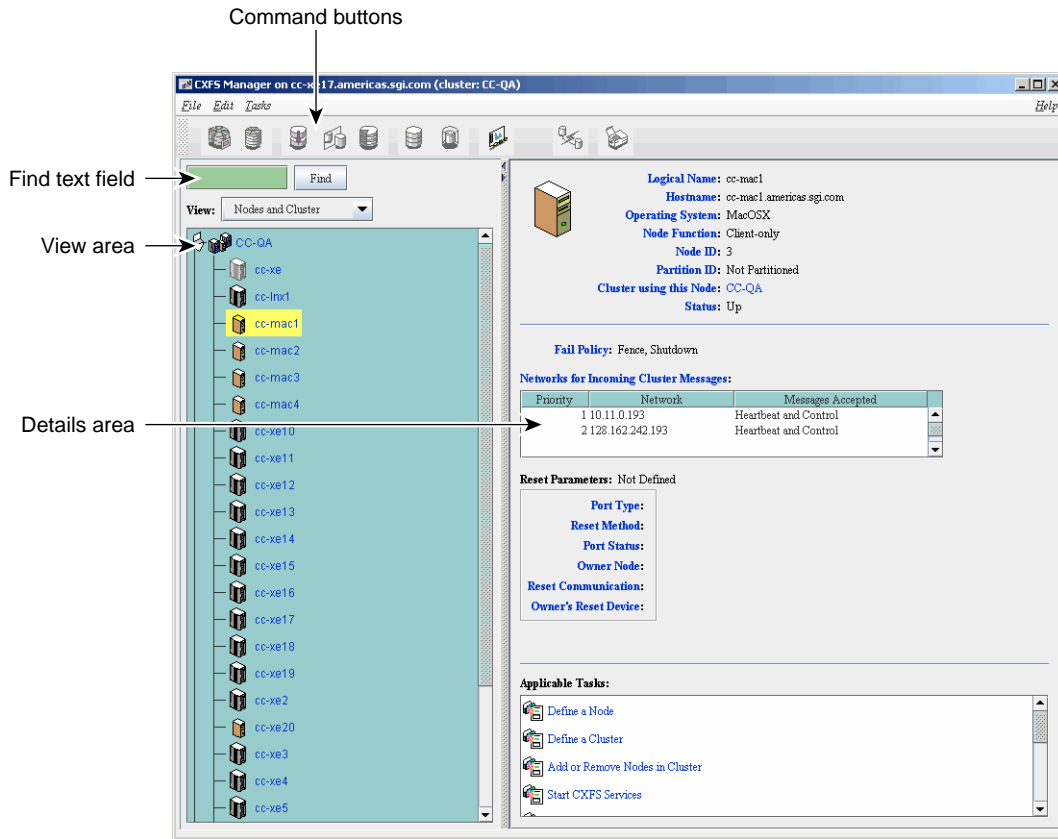 Command buttons
CXFS Manager on cc-xe17.americas.sgi.com (cluster: CC-QA)
File Edit Tasks Help
Find text field
Find
View: Nodes and Cluster
View area
CC-QA
cc-xe
cc-lnx1
cc-mac1
cc-mac2
cc-mac3
cc-mac4
cc-xe10
cc-xe11
cc-xe12
cc-xe13
cc-xe14
cc-xe15
cc-xe16
cc-xe17
cc-xe18
cc-xe19
cc-xe2
cc-xe20
cc-xe3
cc-xe4
cc-xe5
Details area
Logical Name: cc-mac1
Hostname: cc-mac1.americas.sgi.com
Operating System: MacOSX
Node Function: Client-only
Node ID: 3
Partition ID: Not Partitioned
Cluster using this Node: CC-QA
Status: Up
Fail Policy: Fence, Shutdown
Networks for Incoming Cluster Messages:
Priority Network Messages Accepted
1 10.11.0.193 Heartbeat and Control
2 128.162.242.193 Heartbeat and Control
Reset Parameters: Not Defined
Port Type:
Reset Method:
Port Status:
Owner Node:
Reset Communication:
Owner's Reset Device:
Applicable Tasks:
Define a Node
Define a Cluster
Add or Remove Nodes in Cluster
Start CXFS Services